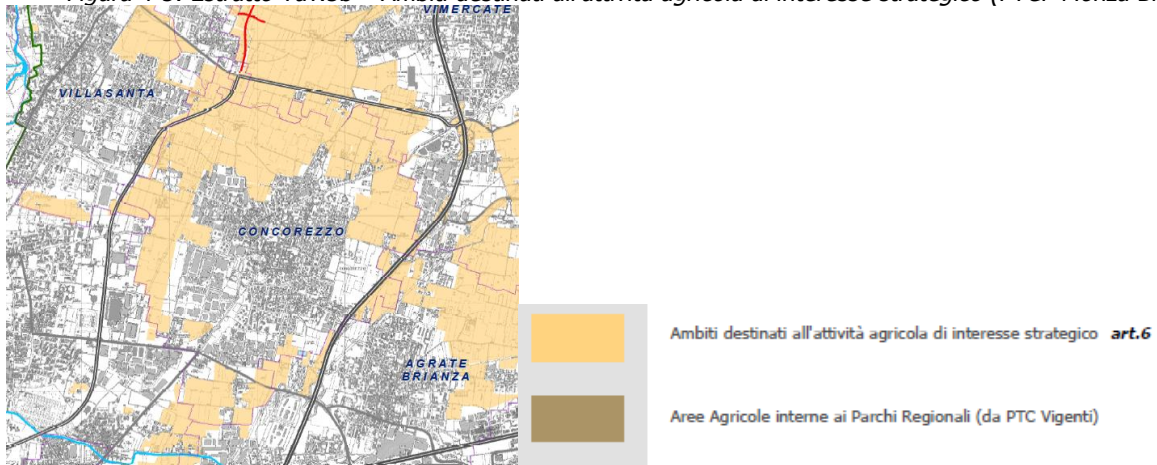 VIMERCATE
VILLASANTA
CONCOREZZO
AGRATE
BRIANZA
Ambiti destinati all'attività agricola di interesse strategico art.6
Aree Agricole interne ai Parchi Regionali (da PTC Vigenti)